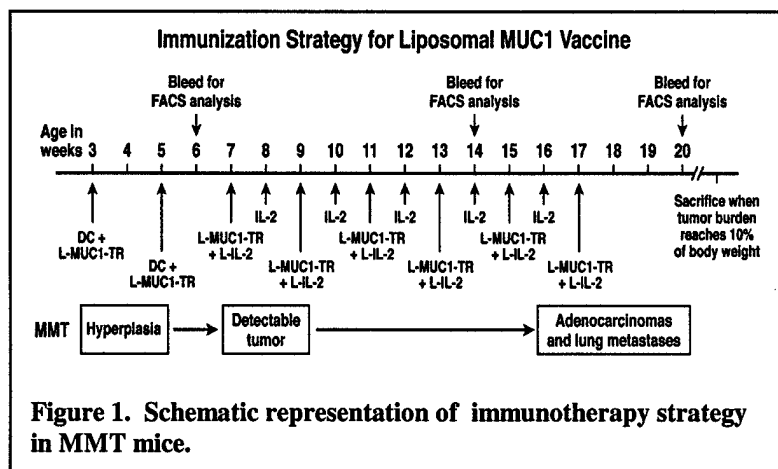 Immunization Strategy for Liposomal MUC1 Vaccine
Bleed for
FACS analysis
Bleed for
FACS analysis
Bleed for
FACS analysis
Age in
weeks 3 4 5 6 7 8 9 10 11 12 13 14 15 16 17 18 19 20
DC +
L-MUC1-TR
DC +
L-MUC1-TR
L-MUC1-TR
+ L-IL-2
IL-2
L-MUC1-TR
+ L-IL-2
IL-2
L-MUC1-TR
+ L-IL-2
IL-2
L-MUC1-TR
+ L-IL-2
IL-2
L-MUC1-TR
+ L-IL-2
IL-2
L-MUC1-TR
+ L-IL-2
Sacrifice when
tumor burden
reaches 10%
of body weight
MMT
Hyperplasia
Detectable
tumor
Adenocarcinomas
and lung metastases
Figure 1. Schematic representation of immunotherapy strategy
in MMT mice.